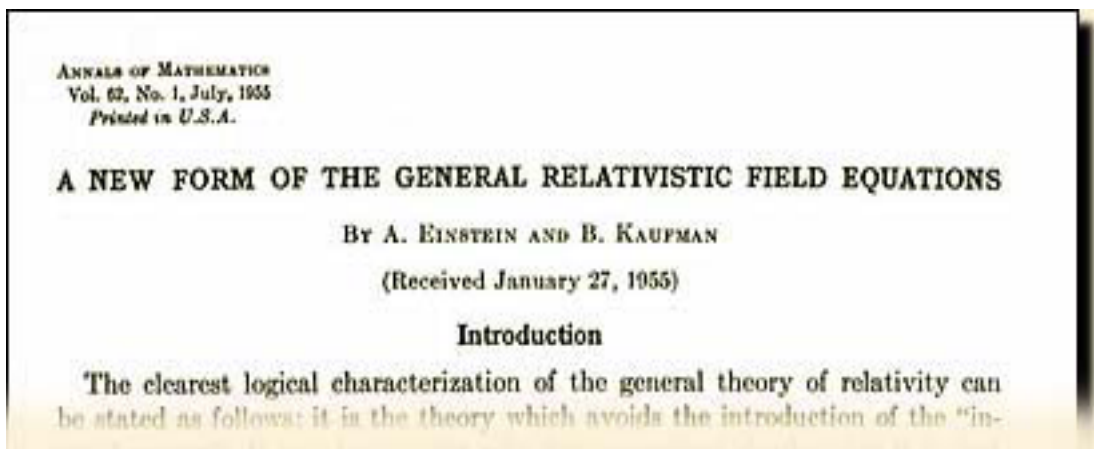 ANNALS OF MATHEMATICS
Vol. 62, No. 1, July, 1955
Printed in U.S.A.
A NEW FORM OF THE GENERAL RELATIVISTIC FIELD EQUATIONS
BY A. EINSTEIN AND B. KAUFMAN
(Received January 27, 1955)
Introduction
The clearest logical characterization of the general theory of relativity can
be stated as follows: it is the theory which avoids the introduction of the “in-